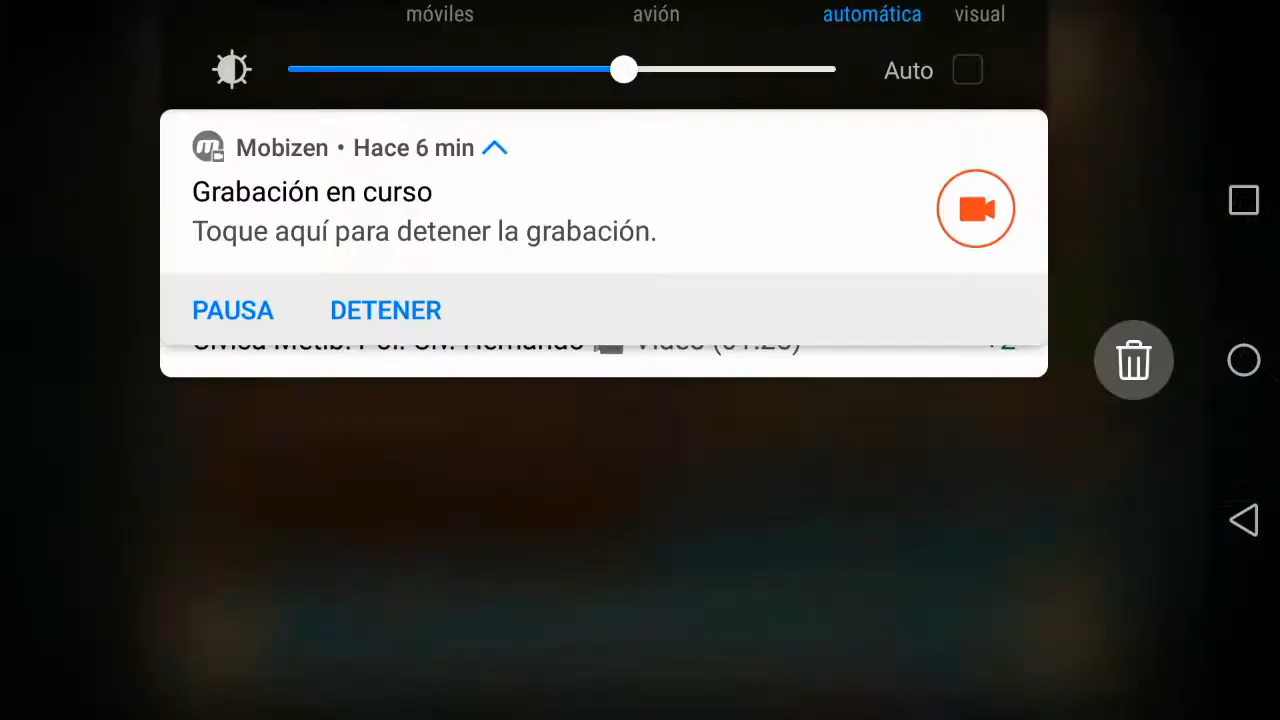 móviles avión automática visual
Auto
Mobizen • Hace 6 min
Grabación en curso
Toque aquí para detener la grabación.
PAUSA DETENER